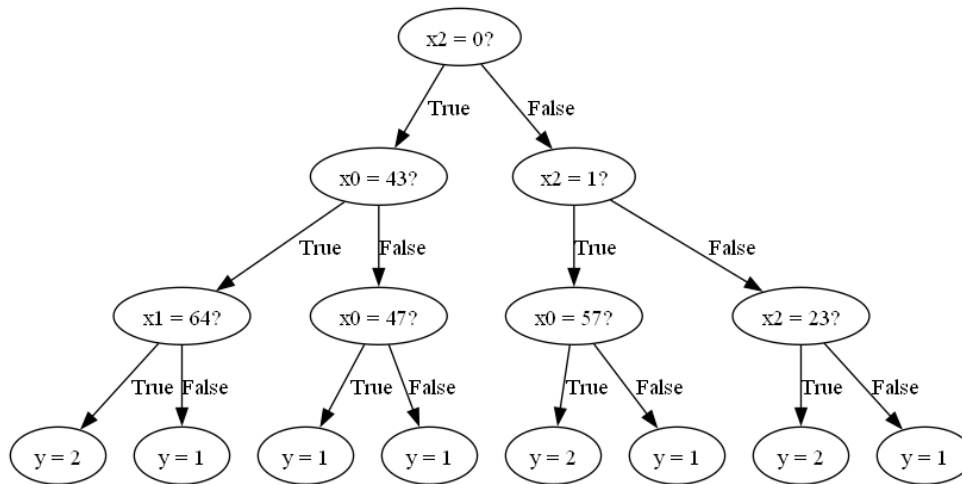 x2 = 0?
True
False
x0 = 43?
x2 = 1?
True
False
True
False
x1 = 64?
x0 = 47?
x0 = 57?
x2 = 23?
True
False
True
False
True
False
True
False
y = 2
y = 1
y = 1
y = 1
y = 2
y = 1
y = 2
y = 1